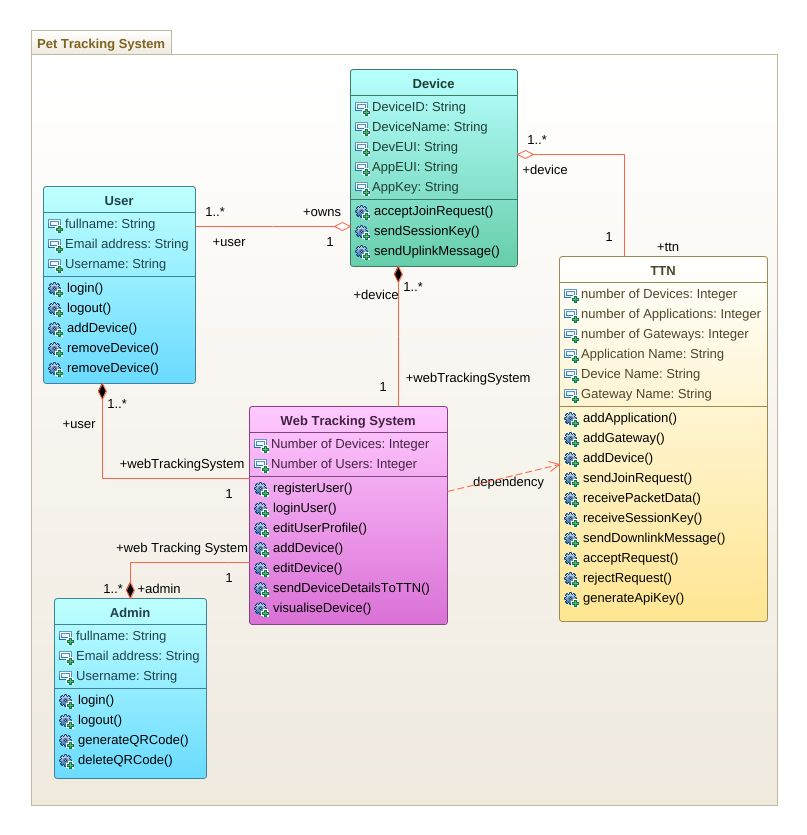 Pet Tracking System
Device
DeviceID: String
DeviceName: String
DevEUI: String
AppEUI: String
AppKey: String
acceptJoinRequest()
sendSessionKey()
sendUplinkMessage()
1..*
+device
1
+ttn
User
fullname: String
Email address: String
Username: String
login()
logout()
addDevice()
removeDevice()
removeDevice()
1..*
+user
+owns
1
+device
1..*
+webTrackingSystem
1
TTN
number of Devices: Integer
number of Applications: Integer
number of Gateways: Integer
Application Name: String
Device Name: String
Gateway Name: String
addApplication()
addGateway()
addDevice()
sendJoinRequest()
receivePacketData()
receiveSessionKey()
sendDownlinkMessage()
acceptRequest()
rejectRequest()
generateApiKey()
1..*
+user
+webTrackingSystem
1
Web Tracking System
Number of Devices: Integer
Number of Users: Integer
registerUser()
loginUser()
editUserProfile()
addDevice()
editDevice()
sendDeviceDetailsToTTN()
visualiseDevice()
dependency
+web Tracking System
1
1..*
+admin
Admin
fullname: String
Email address: String
Username: String
login()
logout()
generateQRCode()
deleteQRCode()